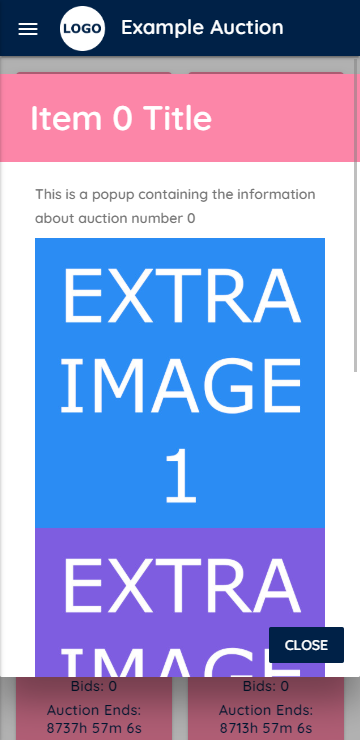 LOGO
Example Auction
Item 0 Title
This is a popup containing the information
about auction number 0
EXTRA
IMAGE
1
EXTRA
IMAGE
CLOSE
Bids: 0
Bids: 0
Auction Ends:
8737h 57m 6s
Auction Ends:
8713h 57m 6s